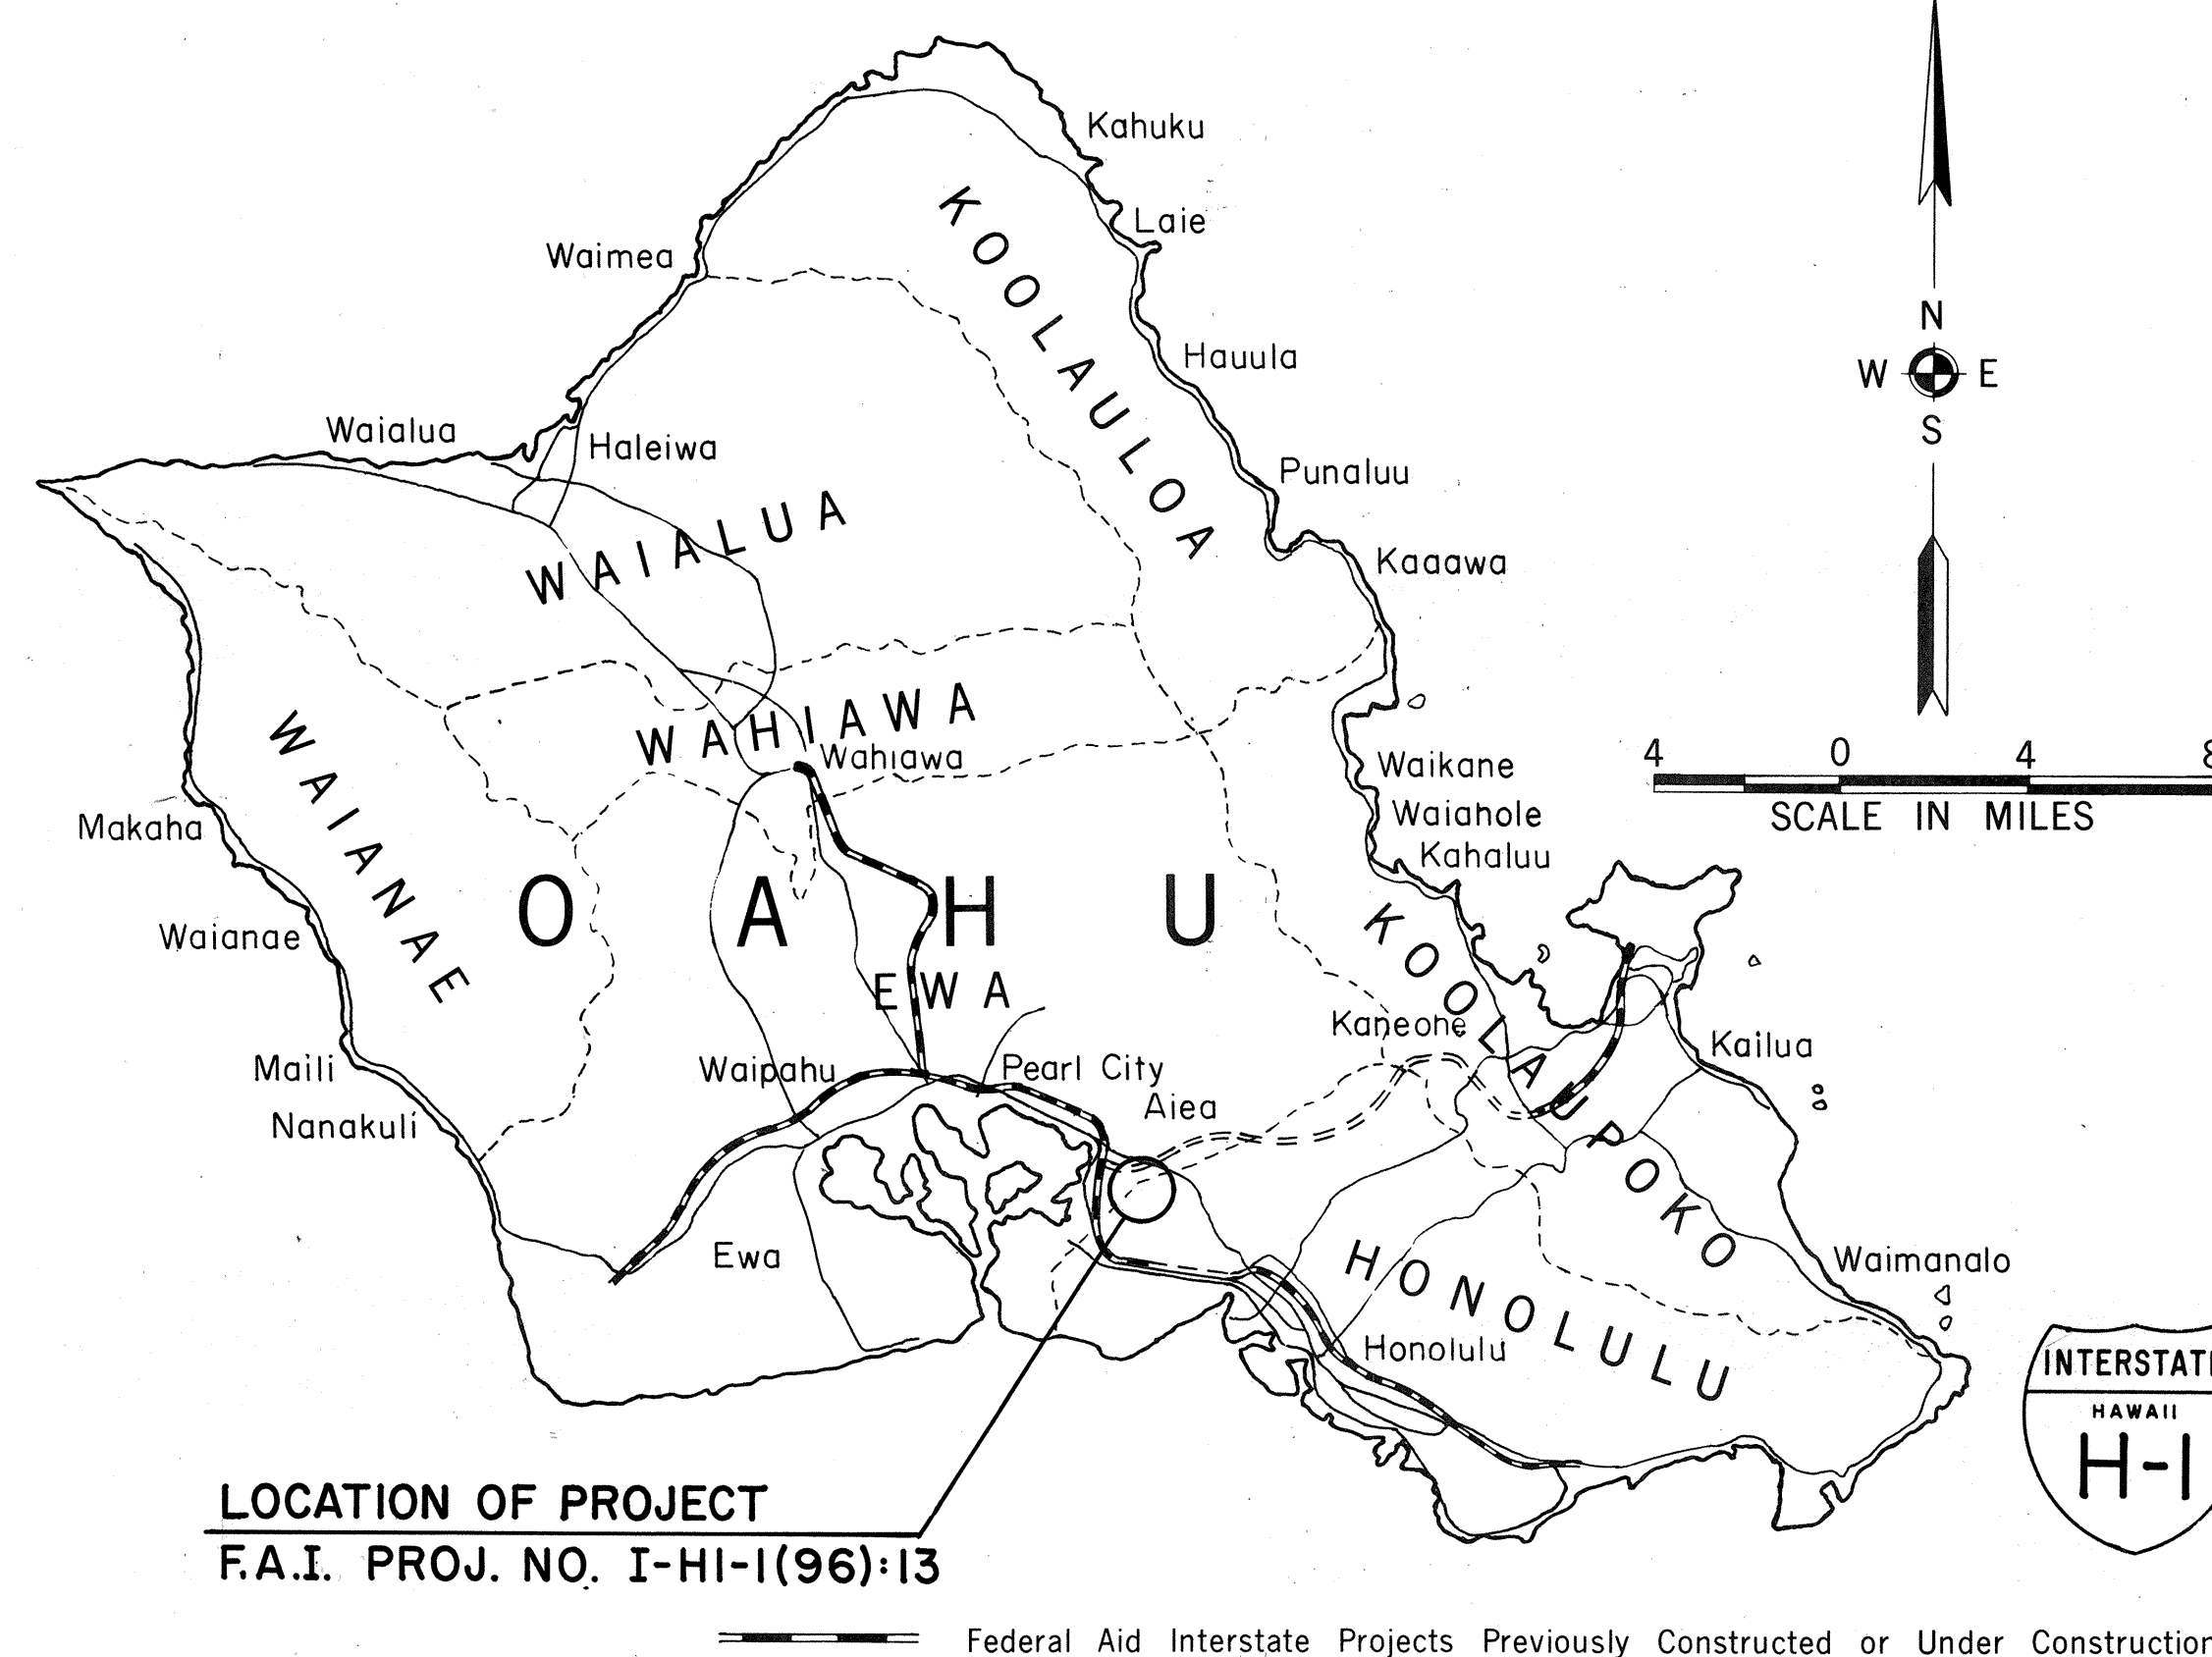 Kahuku
KOOLAULOA
Laie
Waimea
N
W E
S
Hauula
Waialua
Haleiwa
Punaluu
WAIALUA
Kaaawa
WAHIAWA
Wahiawa
WAIANAE
4 0 4 8
SCALE IN MILES
Waikane
Waiahole
Kahaluu
Makaha
OAHU
Waianae
KOOLAUPOKO
EWA
Kaneohe
Kailua
Maili
Waipahu
Pearl City
Aiea
Nanakuli
Ewa
HONOLULU
Waimanalo
Honolulu
INTERSTATE
HAWAII
H-1
LOCATION OF PROJECT
F.A.I. PROJ. NO. I-H1-1(96):13
Federal Aid Interstate Projects Previously Constructed or Under Construction